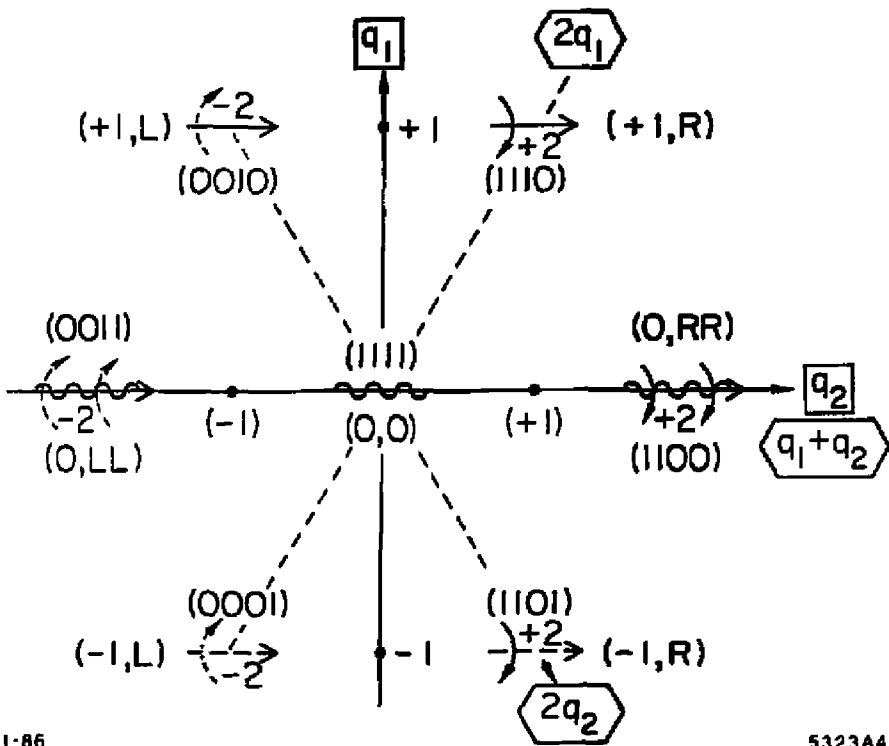 q₁ 2q₁
(+1,L) -2 +1 +2 (+1,R)
(0010) (1110)
(0011) (1111) (0,RR)
q₂
-2 (-1) (0,0) (+1) +2
(0,LL) (1100) q₁+q₂
(0001) (1101)
(-1,L) -2 -1 +2 (-1,R)
2q₂
1-86 5323A4